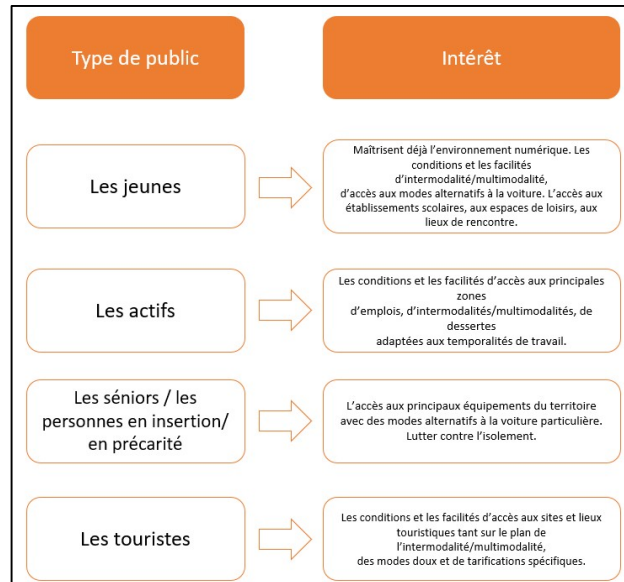 Type de public
Intérêt
Les jeunes
Maîtrisent déjà l'environnement numérique. Les
conditions et les facilités
d'intermodalité/multimodalité,
d'accès aux modes alternatifs à la voiture. L'accès aux
établissements scolaires, aux espaces de loisirs, aux
lieux de rencontre.
Les actifs
Les conditions et les facilités d'accès aux principales
zones
d'emplois, d'intermodalités/multimodalités, de
dessertes
adaptées aux temporalités de travail.
Les séniors / les
personnes en insertion/
en précarité
L'accès aux principaux équipements du territoire
avec des modes alternatifs à la voiture particulière.
Lutter contre l'isolement.
Les touristes
Les conditions et les facilités d'accès aux sites et lieux
touristiques tant sur le plan de
l'intermodalité/multimodalité,
des modes doux et de tarifications spécifiques.